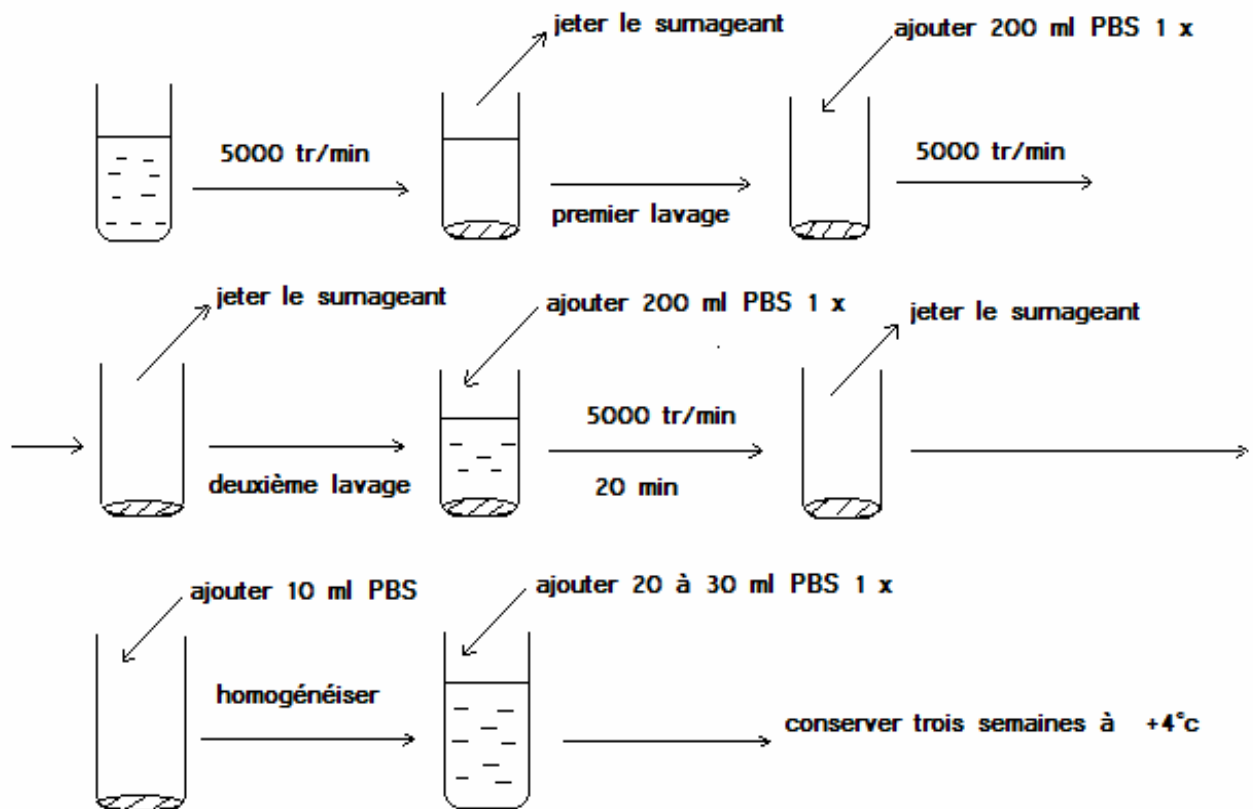 jeter le surnageant
ajouter 200 ml PBS 1 x
5000 tr/min
premier lavage
5000 tr/min
jeter le surnageant
ajouter 200 ml PBS 1 x
jeter le surnageant
deuxième lavage
5000 tr/min
20 min
ajouter 10 ml PBS
ajouter 20 à 30 ml PBS 1 x
homogénéiser
conserver trois semaines à +4°c